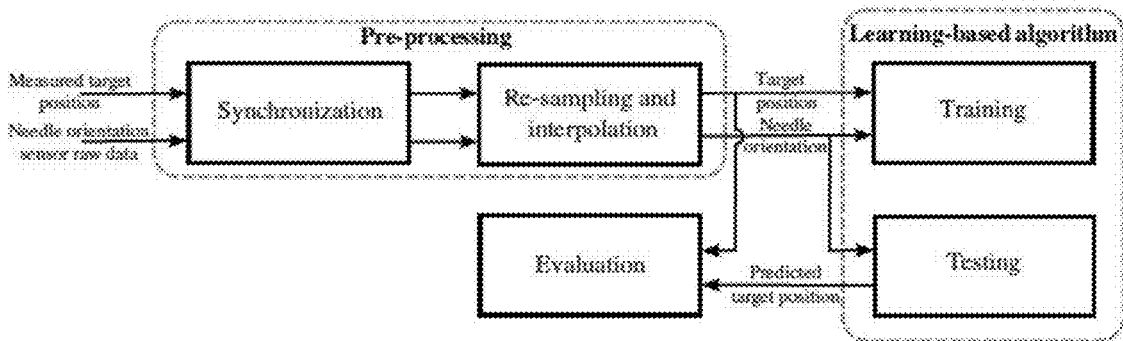 Pre-processing
Learning-based algorithm
Measured target
position
Needle orientation
sensor raw data
Synchronization
Re-sampling and
interpolation
Target
position
Needle
orientation
Training
Evaluation
Predicted
target position
Testing